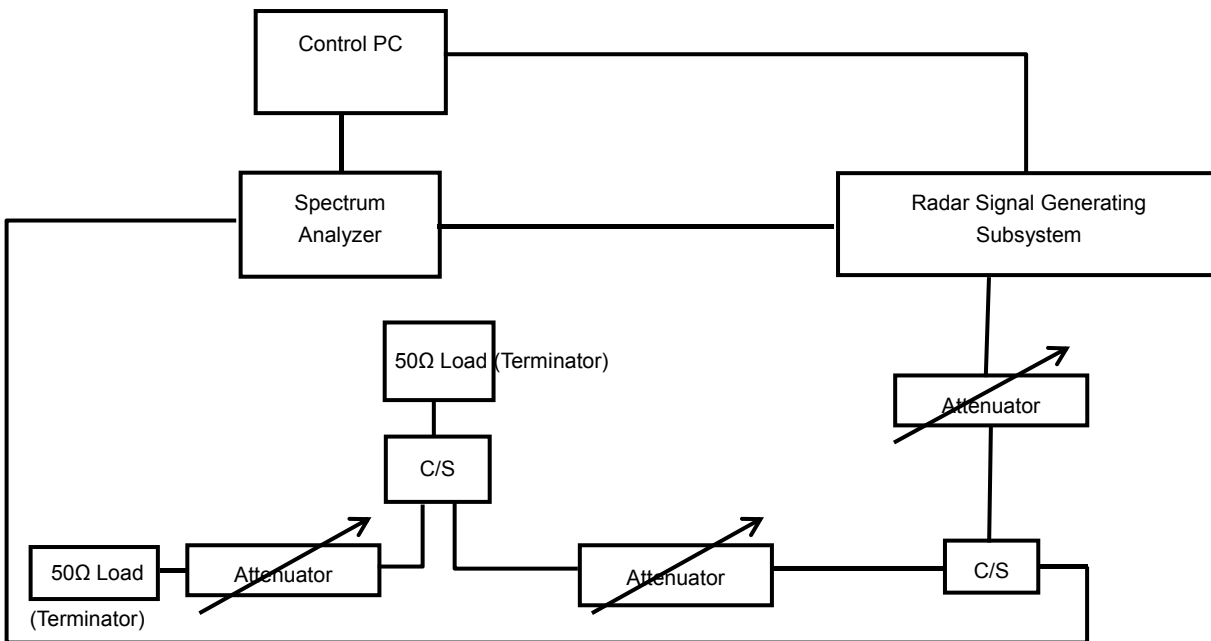 Control PC
Spectrum
Analyzer
Radar Signal Generating
Subsystem
50Ω Load (Terminator)
Attenuator
C/S
50Ω Load
(Terminator)
Attenuator
Attenuator
C/S